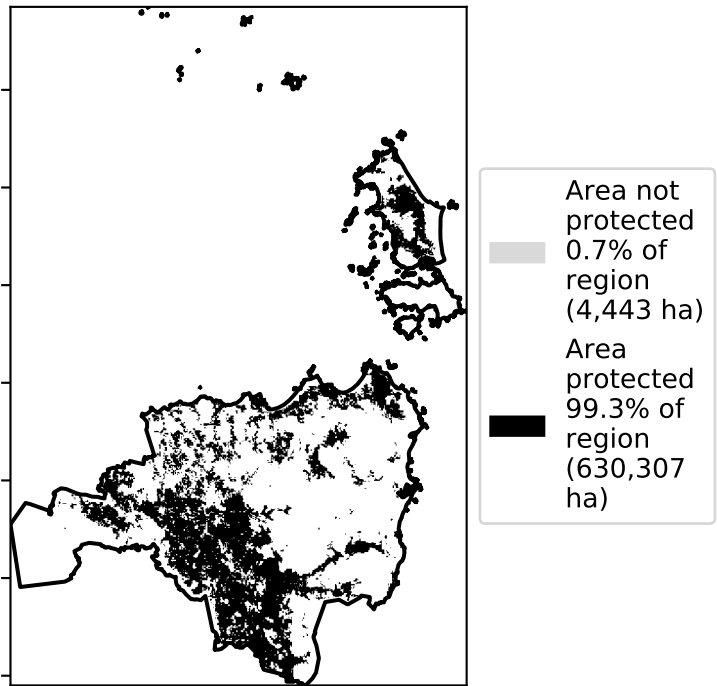 Area not
protected
0.7% of
region
(4,443 ha)
Area
protected
99.3% of
region
(630,307
ha)